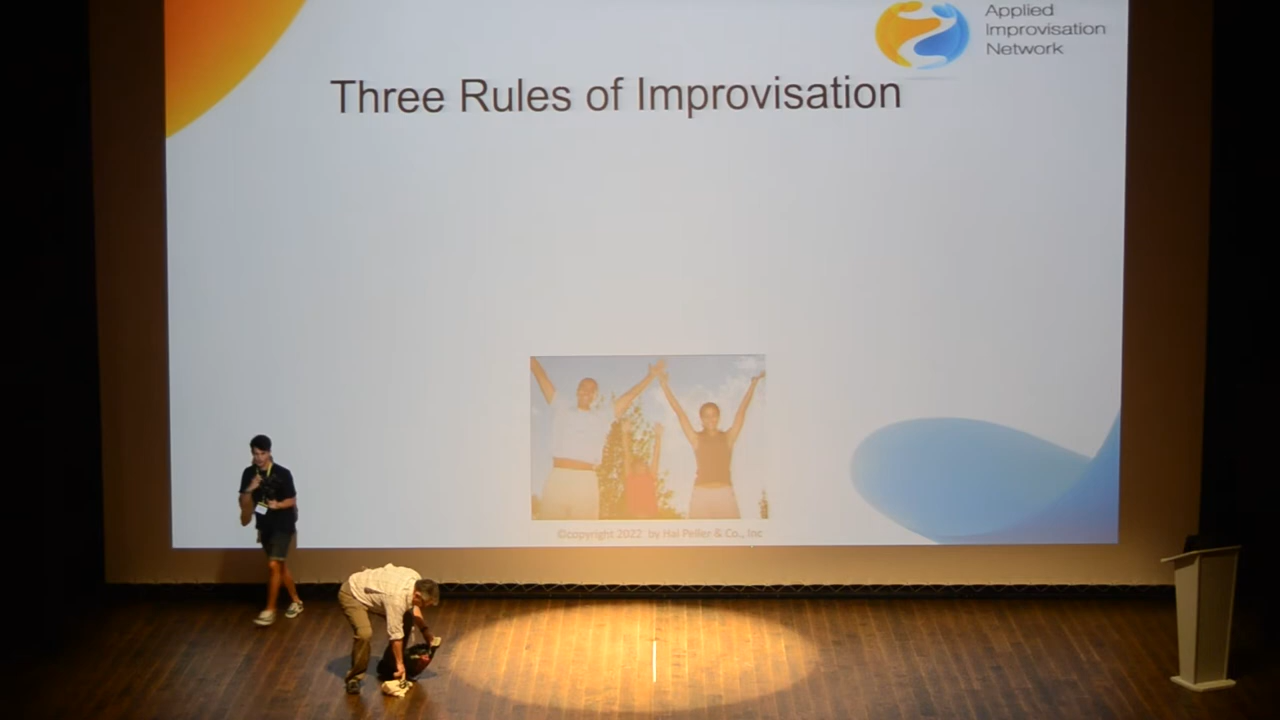 Applied
Improvisation
Network
Three Rules of Improvisation
©copyright 2022 by Hal Peller & Co., Inc